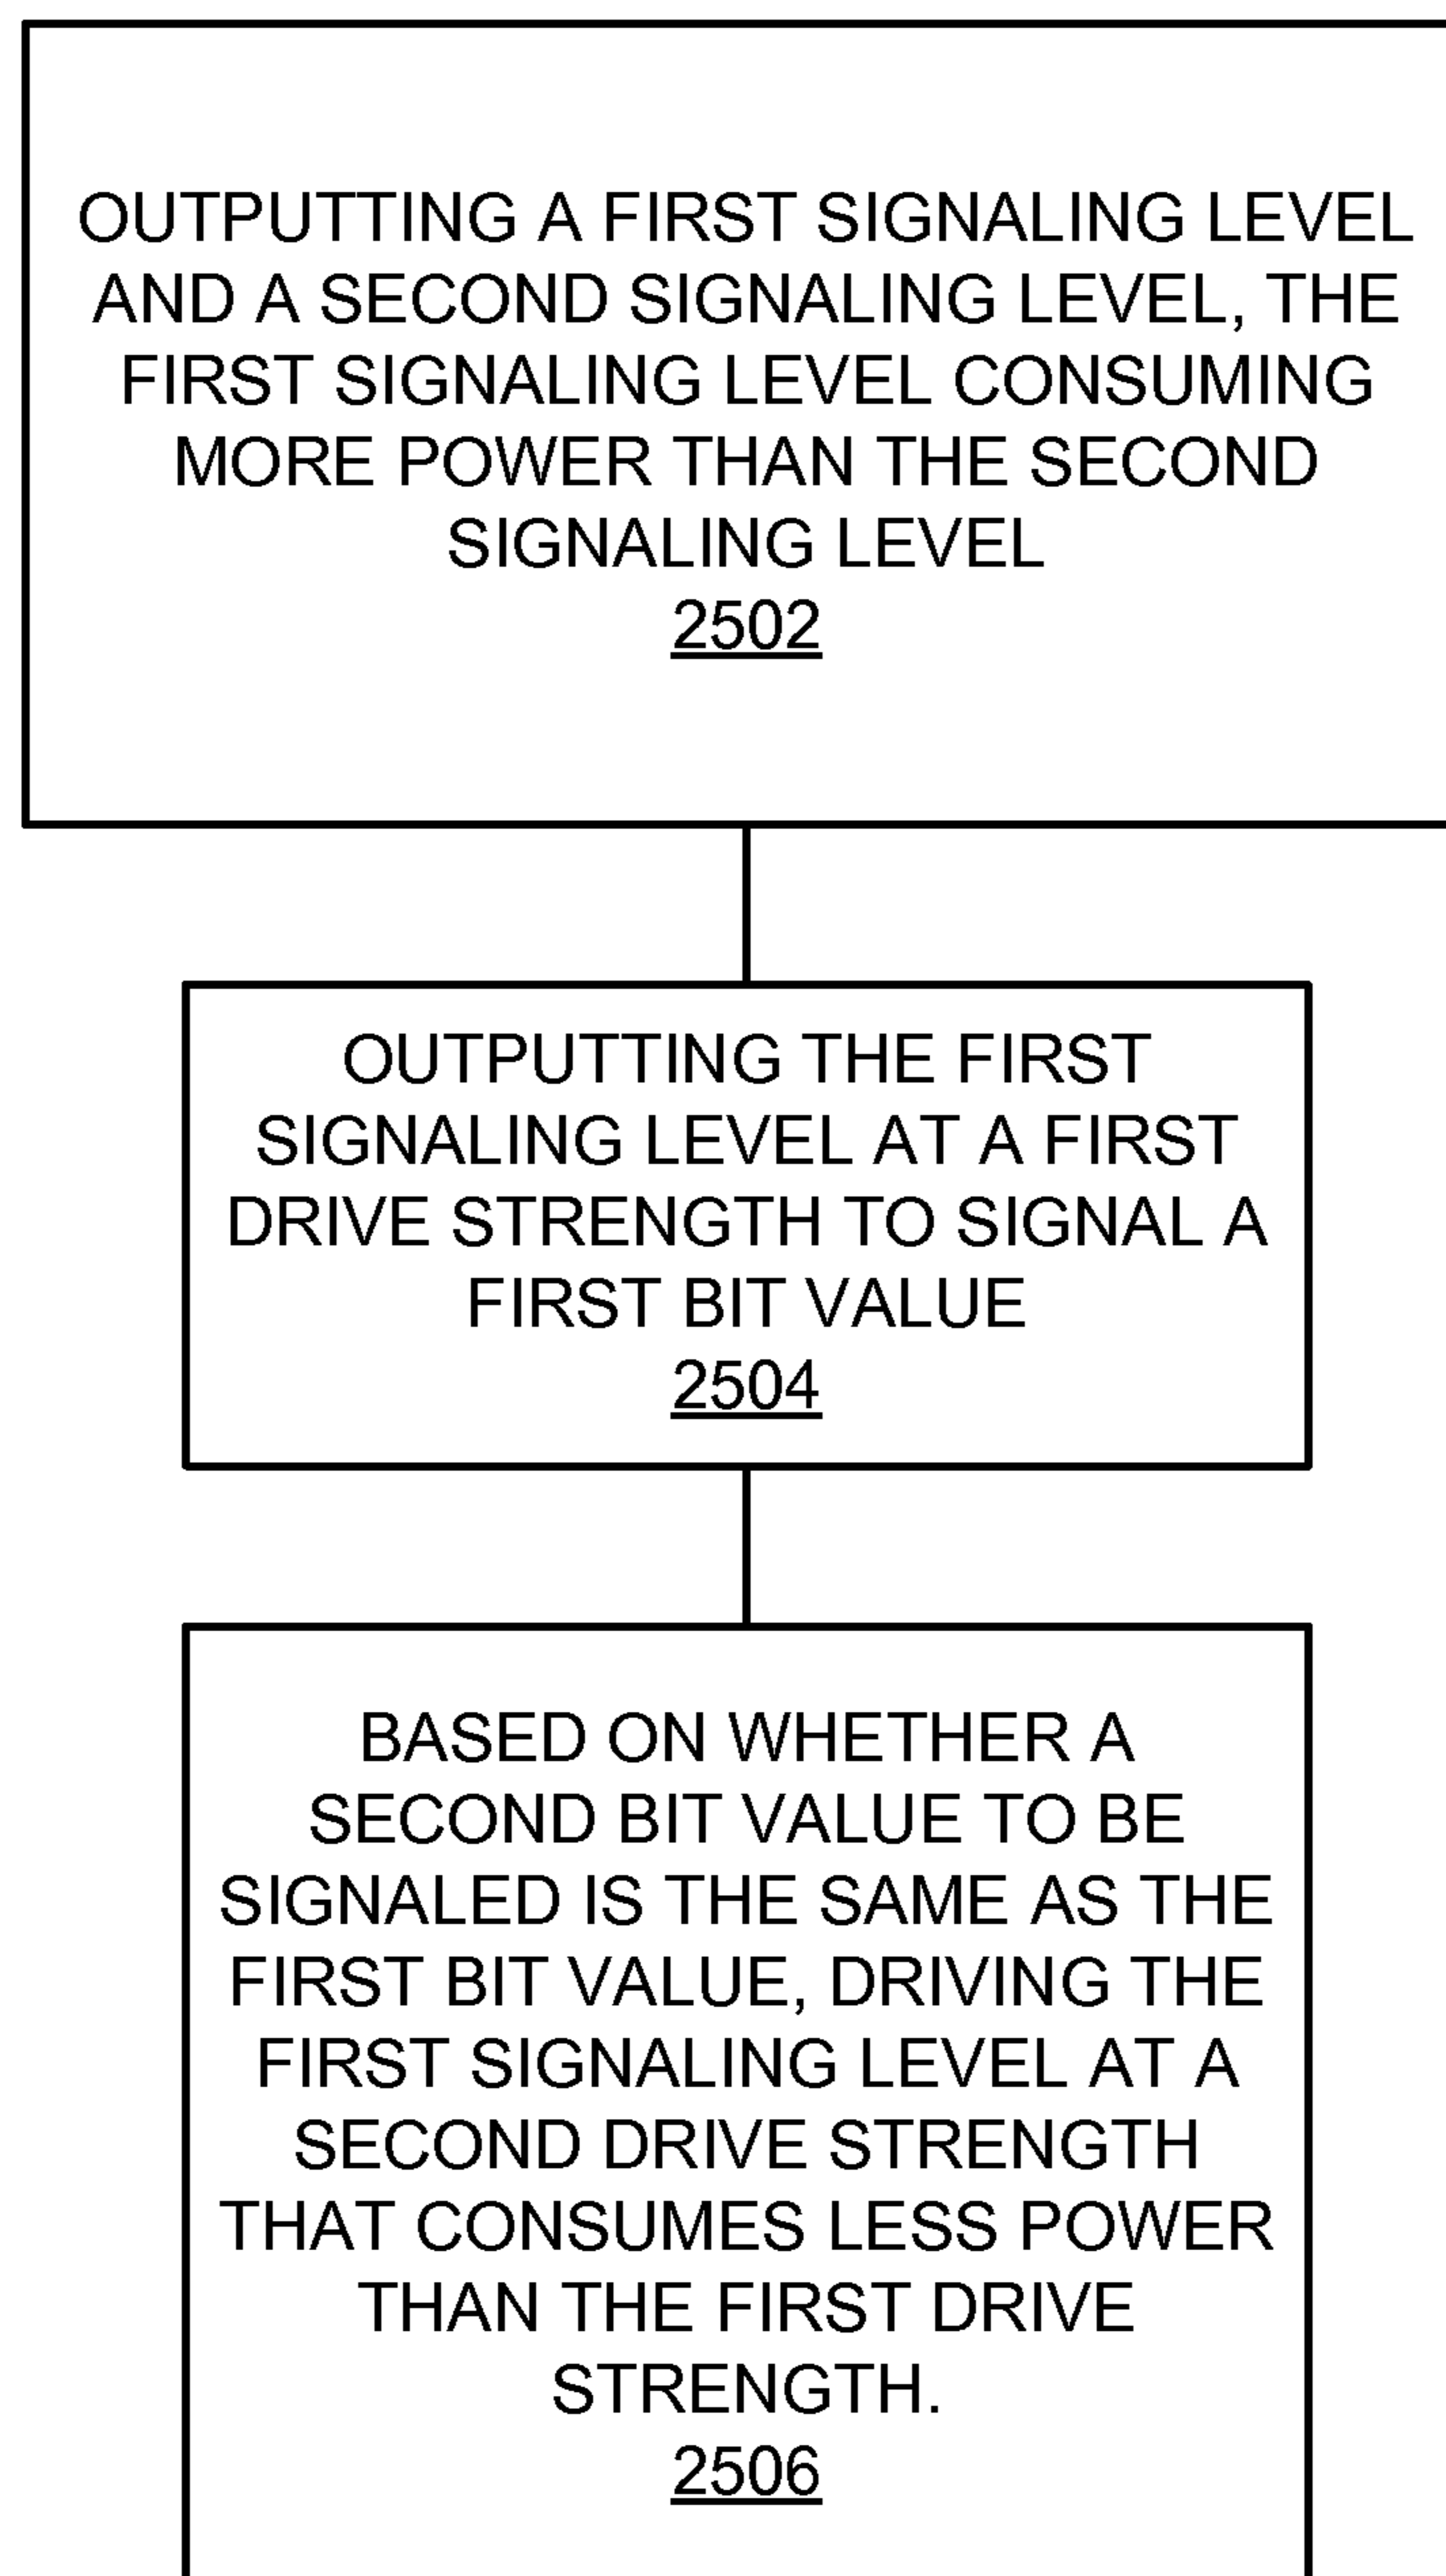 OUTPUTTING A FIRST SIGNALING LEVEL
AND A SECOND SIGNALING LEVEL, THE
FIRST SIGNALING LEVEL CONSUMING
MORE POWER THAN THE SECOND
SIGNALING LEVEL
2502
OUTPUTTING THE FIRST
SIGNALING LEVEL AT A FIRST
DRIVE STRENGTH TO SIGNAL A
FIRST BIT VALUE
2504
BASED ON WHETHER A
SECOND BIT VALUE TO BE
SIGNALED IS THE SAME AS THE
FIRST BIT VALUE, DRIVING THE
FIRST SIGNALING LEVEL AT A
SECOND DRIVE STRENGTH
THAT CONSUMES LESS POWER
THAN THE FIRST DRIVE
STRENGTH.
2506